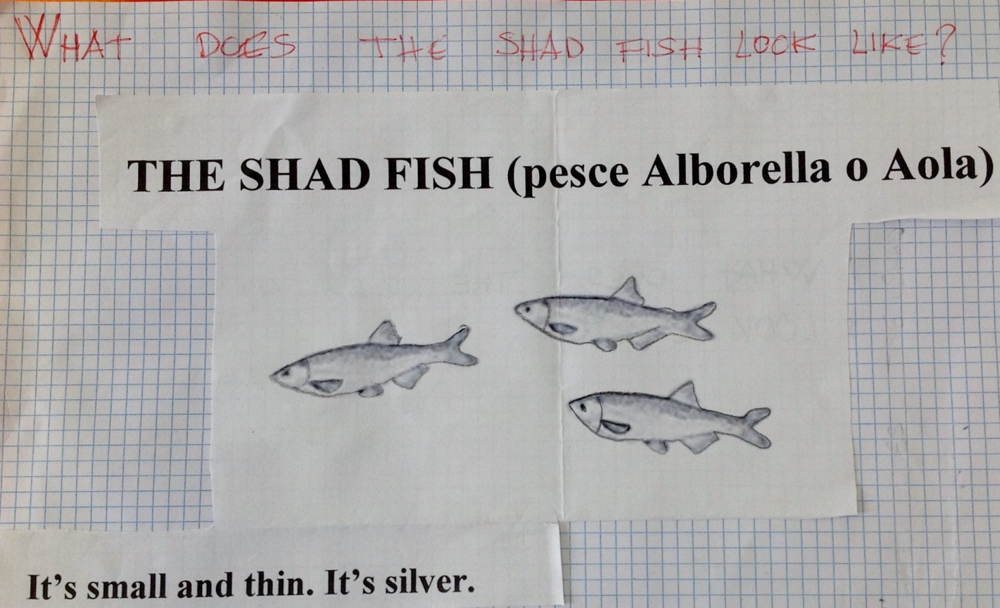 WHAT DOES THE SHAD FISH LOOK LIKE?
THE SHAD FISH (pesce Alborella o Aola)
It's small and thin. It's silver.